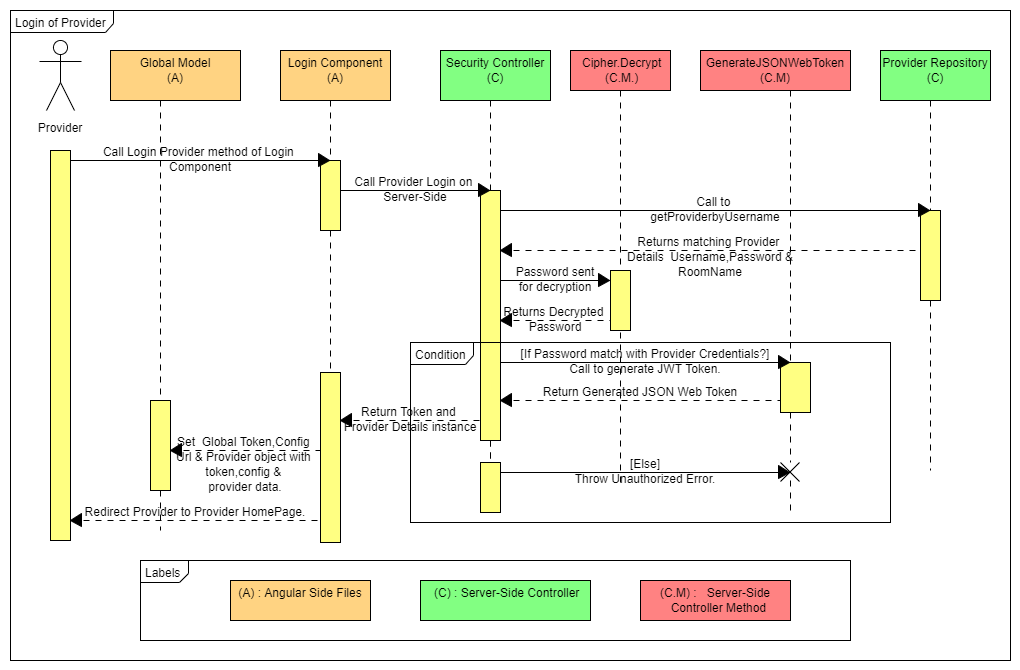 Login of Provider
Provider
Global Model
(A)
Login Component
(A)
Security Controller
(C)
Cipher.Decrypt
(C.M.)
GenerateJSONWebToken
(C.M)
Provider Repository
(C)
Call Login Provider method of Login
Component
Call Provider Login on
Server-Side
Call to
getProviderbyUsername
Returns matching Provider
Details  Username,Password &
RoomName
Password sent
for decryption
Returns Decrypted
Password
Condition
[If Password match with Provider Credentials?]
Call to generate JWT Token.
Return Generated JSON Web Token
Return Token and
Provider Details instance
Set  Global Token,Config
Url & Provider object with
token,config &
provider data.
[Else]
Throw Unauthorized Error.
Redirect Provider to Provider HomePage.
Labels
(A) : Angular Side Files
(C) : Server-Side Controller
(C.M) :   Server-Side
Controller Method